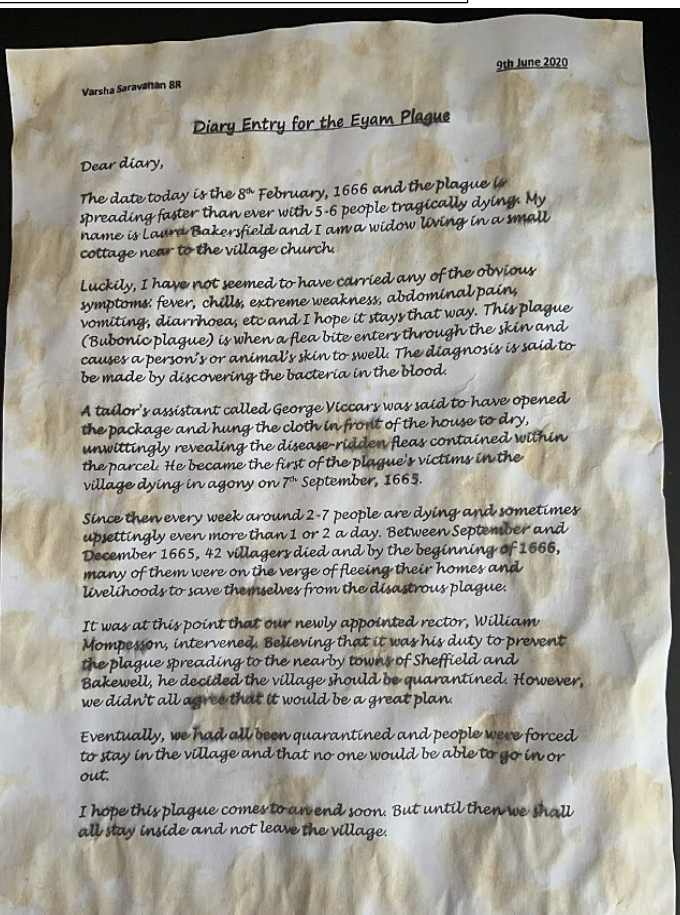 9th June 2020
Varsha Saravanan 8R
Diary Entry for the Eyam Plague
Dear diary,
The date today is the 8th February, 1666 and the plague is
spreading faster than ever with 5-6 people tragically dying. My
name is Laura Bakersfield and I am a widow living in a small
cottage near to the village church.
Luckily, I have not seemed to have carried any of the obvious
symptoms: fever, chills, extreme weakness, abdominal pain,
vomiting, diarrhoea, etc and I hope it stays that way. This plague
(Bubonic plague) is when a flea bite enters through the skin and
causes a person's or animal's skin to swell. The diagnosis is said to
be made by discovering the bacteria in the blood.
A tailor's assistant called George Viccars was said to have opened
the package and hung the cloth in front of the house to dry,
unwittingly revealing the disease-ridden fleas contained within
the parcel. He became the first of the plague's victims in the
village dying in agony on 7th September, 1665.
Since then every week around 2-7 people are dying and sometimes
upsettingly even more than 1 or 2 a day. Between September and
December 1665, 42 villagers died and by the beginning of 1666,
many of them were on the verge of fleeing their homes and
livelihoods to save themselves from the disastrous plague.
It was at this point that our newly appointed rector, William
Mompesson, intervened. Believing that it was his duty to prevent
the plague spreading to the nearby towns of Sheffield and
Bakewell, he decided the village should be quarantined. However,
we didn't all agree that it would be a great plan.
Eventually, we had all been quarantined and people were forced
to stay in the village and that no one would be able to go in or
out.
I hope this plague comes to an end soon. But until then we shall
all stay inside and not leave the village.